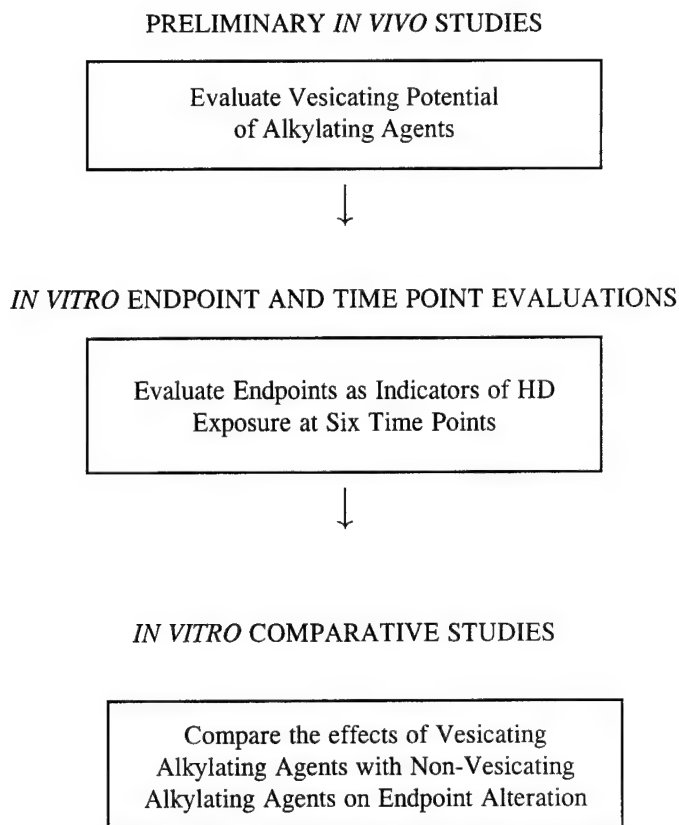 PRELIMINARY IN VIVO STUDIES
Evaluate Vesicating Potential
of Alkylating Agents
IN VITRO ENDPOINT AND TIME POINT EVALUATIONS
Evaluate Endpoints as Indicators of HD
Exposure at Six Time Points
IN VITRO COMPARATIVE STUDIES
Compare the effects of Vesicating
Alkylating Agents with Non-Vesicating
Alkylating Agents on Endpoint Alteration